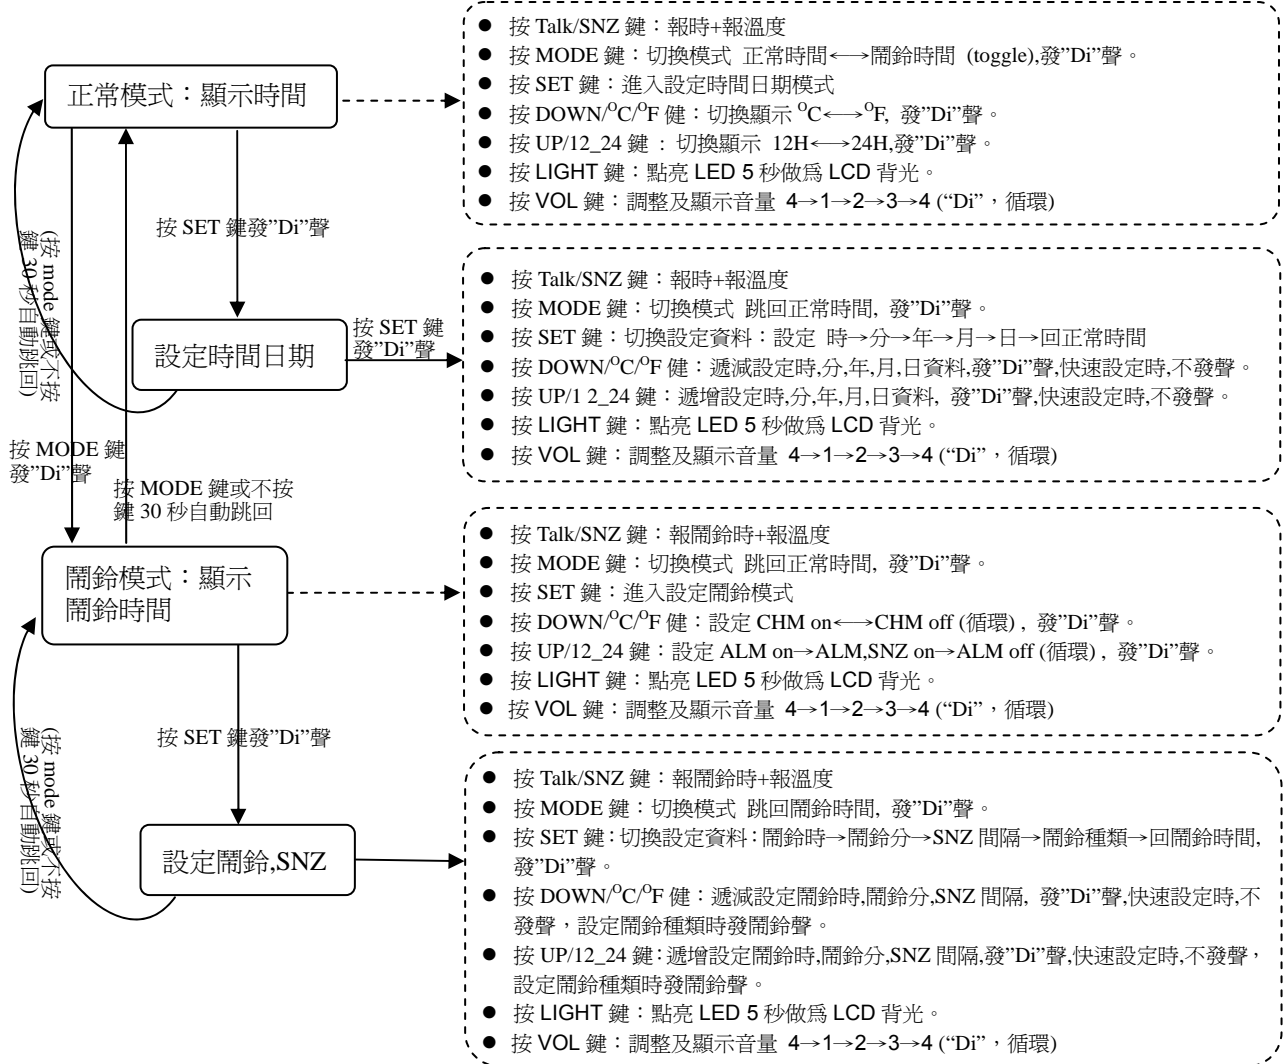 ● 按 Talk/SNZ 鍵：報時+報溫度
● 按 MODE 鍵：切換模式 正常時間←→鬧鈴時間 (toggle),發”Di”聲。
● 按 SET 鍵：進入設定時間日期模式
● 按 DOWN/ºC/ºF 健：切換顯示 ºC←→ºF, 發”Di”聲。
● 按 UP/12_24 鍵 : 切換顯示 12H←→24H,發”Di”聲。
● 按 LIGHT 鍵：點亮 LED 5 秒做為 LCD 背光。
● 按 VOL 鍵：調整及顯示音量 4→1→2→3→4 (“Di”，循環)
正常模式：顯示時間
按 SET 鍵發”Di”聲
(按 mode 鍵或不按
鍵 30 秒自動跳回)
● 按 Talk/SNZ 鍵：報時+報溫度
● 按 MODE 鍵：切換模式 跳回正常時間, 發”Di”聲。
● 按 SET 鍵：切換設定資料：設定 時→分→年→月→日→回正常時間
● 按 DOWN/ºC/ºF 健：遞減設定時,分,年,月,日資料,發”Di”聲,快速設定時,不發聲。
● 按 UP/1 2_24 鍵：遞增設定時,分,年,月,日資料, 發”Di”聲,快速設定時,不發聲。
● 按 LIGHT 鍵：點亮 LED 5 秒做為 LCD 背光。
● 按 VOL 鍵：調整及顯示音量 4→1→2→3→4 (“Di”，循環)
設定時間日期
按 SET 鍵
發”Di”聲
按 MODE 鍵
發”Di”聲
按 MODE 鍵或不按
鍵 30 秒自動跳回
● 按 Talk/SNZ 鍵：報鬧鈴時+報溫度
● 按 MODE 鍵：切換模式 跳回正常時間, 發”Di”聲。
● 按 SET 鍵：進入設定鬧鈴模式
● 按 DOWN/ºC/ºF 健：設定 CHM on←→CHM off (循環) , 發”Di”聲。
● 按 UP/12_24 鍵：設定 ALM on→ALM,SNZ on→ALM off (循環) , 發”Di”聲。
● 按 LIGHT 鍵：點亮 LED 5 秒做為 LCD 背光。
● 按 VOL 鍵：調整及顯示音量 4→1→2→3→4 (“Di”，循環)
鬧鈴模式：顯示
鬧鈴時間
按 SET 鍵發”Di”聲
(按 mode 鍵或不按
鍵 30 秒自動跳回)
● 按 Talk/SNZ 鍵：報鬧鈴時+報溫度
● 按 MODE 鍵：切換模式 跳回鬧鈴時間, 發”Di”聲。
● 按 SET 鍵：切換設定資料：鬧鈴時→鬧鈴分→SNZ 間隔→鬧鈴種類→回鬧鈴時間,
發”Di”聲。
● 按 DOWN/ºC/ºF 健：遞減設定鬧鈴時,鬧鈴分,SNZ 間隔, 發”Di”聲,快速設定時,不
發聲，設定鬧鈴種類時發鬧鈴聲。
● 按 UP/12_24 鍵：遞增設定鬧鈴時,鬧鈴分,SNZ 間隔,發”Di”聲,快速設定時,不發聲，
設定鬧鈴種類時發鬧鈴聲。
● 按 LIGHT 鍵：點亮 LED 5 秒做為 LCD 背光。
● 按 VOL 鍵：調整及顯示音量 4→1→2→3→4 (“Di”，循環)
設定鬧鈴,SNZ